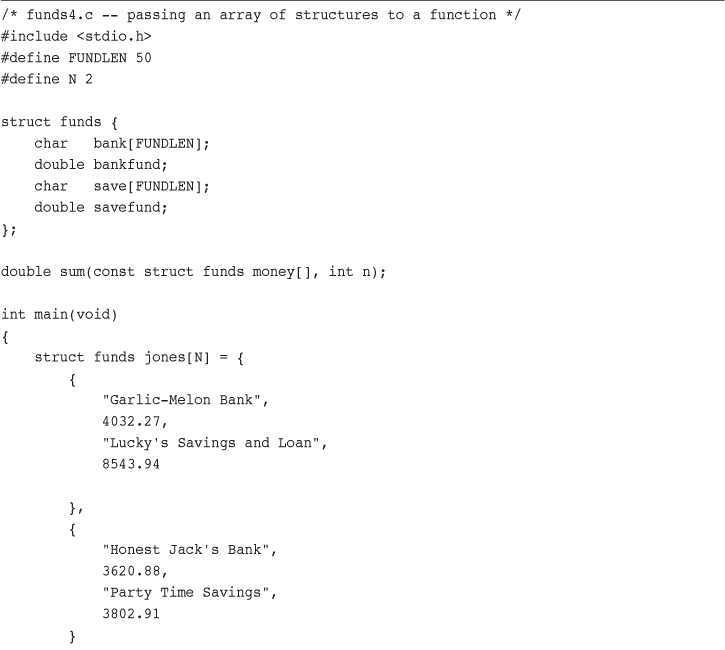 /* funds4.c -- passing an array of structures to a function */
#include <stdio.h>
#define FUNDLEN 50
#define N 2

struct funds {
    char   bank[FUNDLEN];
    double bankfund;
    char   save[FUNDLEN];
    double savefund;
};

double sum(const struct funds money[], int n);

int main(void)
{
    struct funds jones[N] = {
        {
            "Garlic-Melon Bank",
            4032.27,
            "Lucky's Savings and Loan",
            8543.94

        },
        {
            "Honest Jack's Bank",
            3620.88,
            "Party Time Savings",
            3802.91
        }